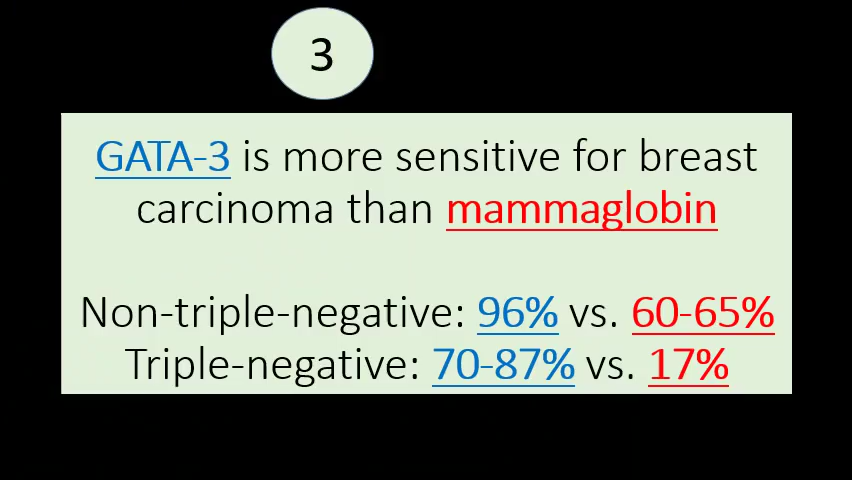 3
GATA-3 is more sensitive for breast
carcinoma than mammaglobin
Non-triple-negative: 96% vs. 60-65%
Triple-negative: 70-87% vs. 17%